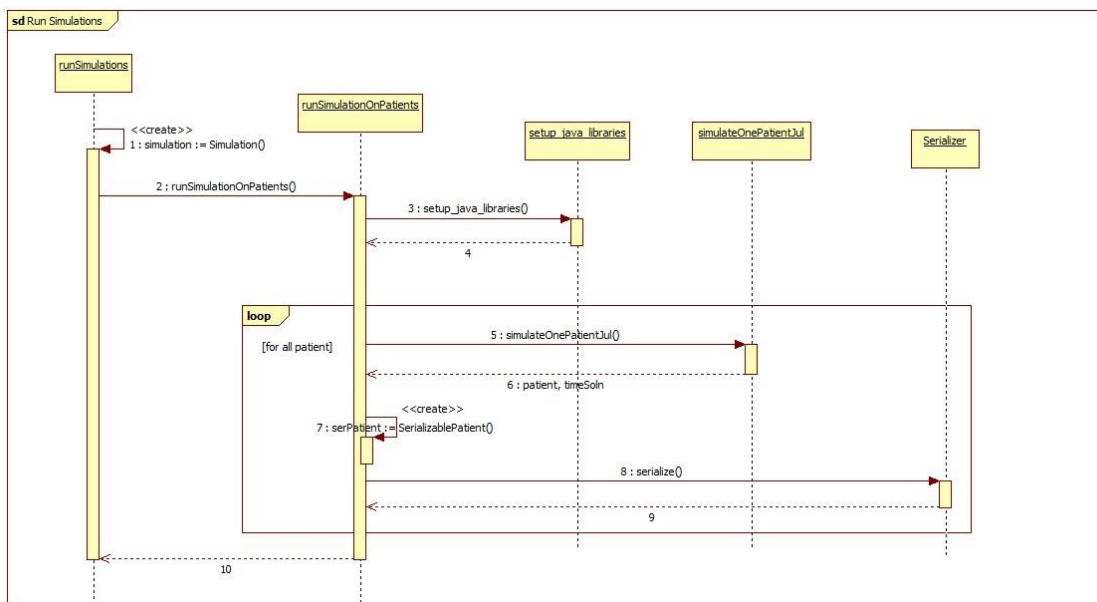 sd Run Simulations
runSimulations
runSimulationOnPatients
setup_java_libraries
simulateOnePatientJul
Serializer
<<create>>
1 : simulation := Simulation()
2 : runSimulationOnPatients()
3 : setup_java_libraries()
4
loop
[for all patient]
5 : simulateOnePatientJul()
6 : patient, timeSoln
<<create>>
7 : serPatient := SerializablePatient()
8 : serialize()
9
10